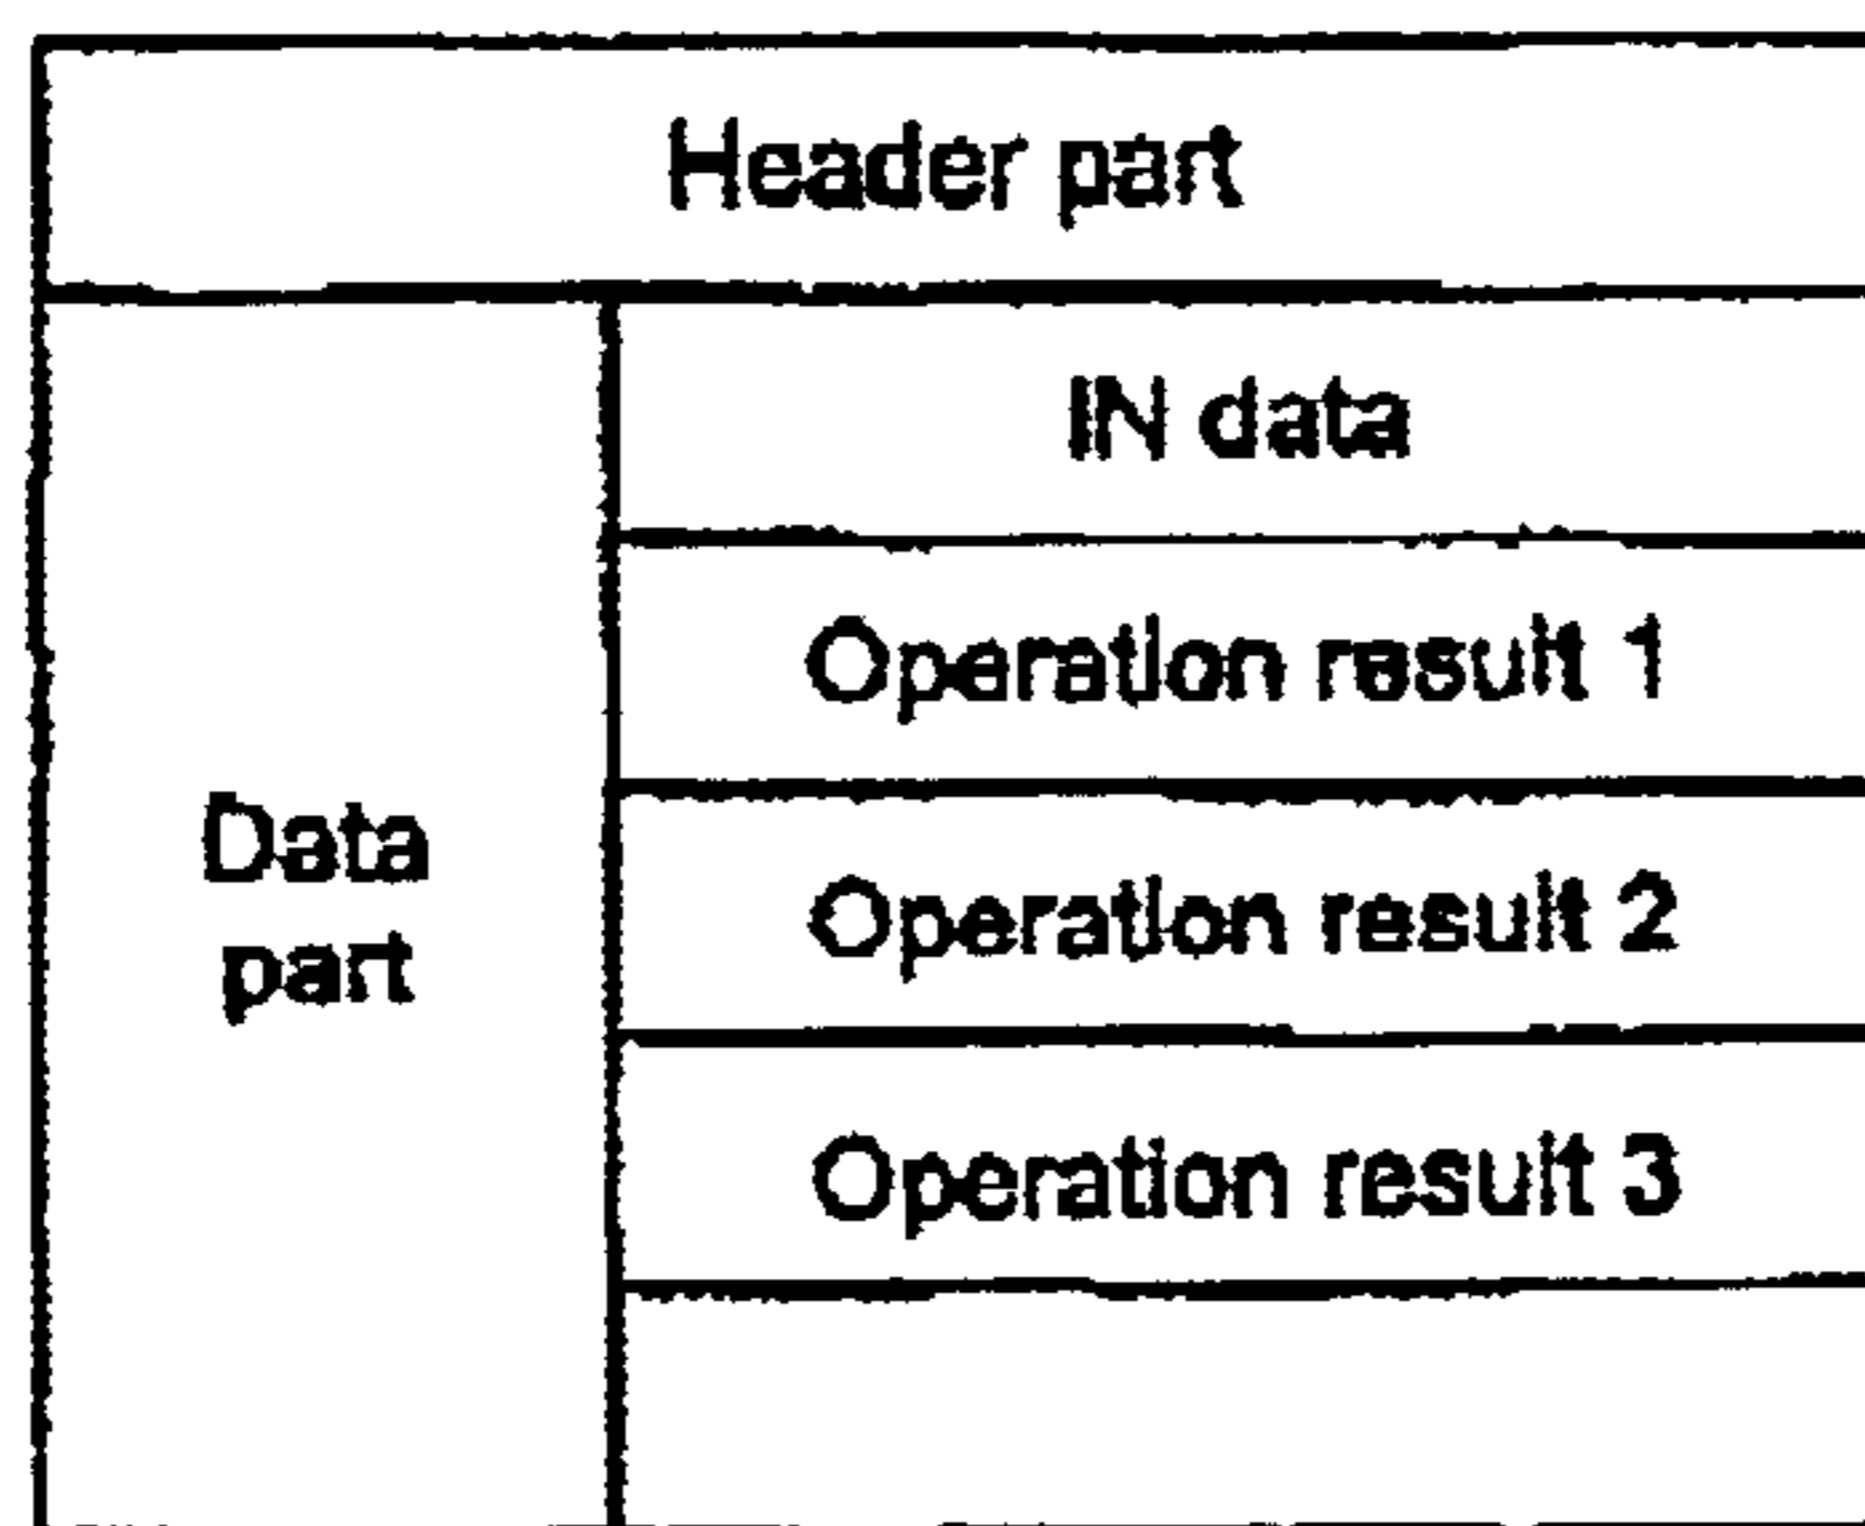 Header part
IN data
Operation result 1
Data
part
Operation result 2
Operation result 3